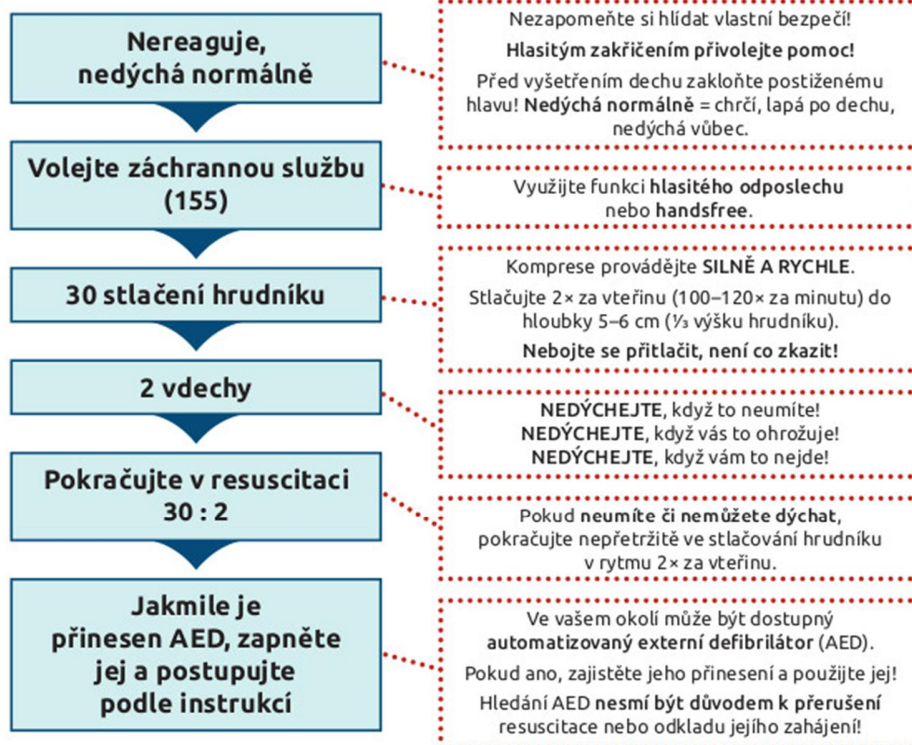 Nereaguje,
nedýchá normálně
Nezapomeňte si hlídat vlastní bezpečí!
Hlasitým zakřičením přivolejte pomoc!
Před vyšetřením dechu zakloňte postiženému
hlavu! Nedýchá normálně = chrčí, lapá po dechu,
nedýchá vůbec.
Volejte záchrannou službu
(155)
Využijte funkci hlasitého odposlechu
nebo handsfree.
30 stlačení hrudníku
Komprese provádějte SILNĚ A RYCHLE.
Stlačujte 2× za vteřinu (100–120× za minutu) do
hloubky 5–6 cm (⅓ výšku hrudníku).
Nebojte se přitlačit, není co zkazit!
2 vdechy
NEDÝCHEJTE, když to neumíte!
NEDÝCHEJTE, když vás to ohrožuje!
NEDÝCHEJTE, když vám to nejde!
Pokračujte v resuscitaci
30 : 2
Pokud neumíte či nemůžete dýchat,
pokračujte nepřetržitě ve stlačování hrudníku
v rytmu 2× za vteřinu.
Jakmile je
přinesen AED, zapněte
jej a postupujte
podle instrukcí
Ve vašem okolí může být dostupný
automatizovaný externí defibrilátor (AED).
Pokud ano, zajistěte jeho přinesení a použijte jej!
Hledání AED nesmí být důvodem k přerušení
resuscitace nebo odkladu jejího zahájení!